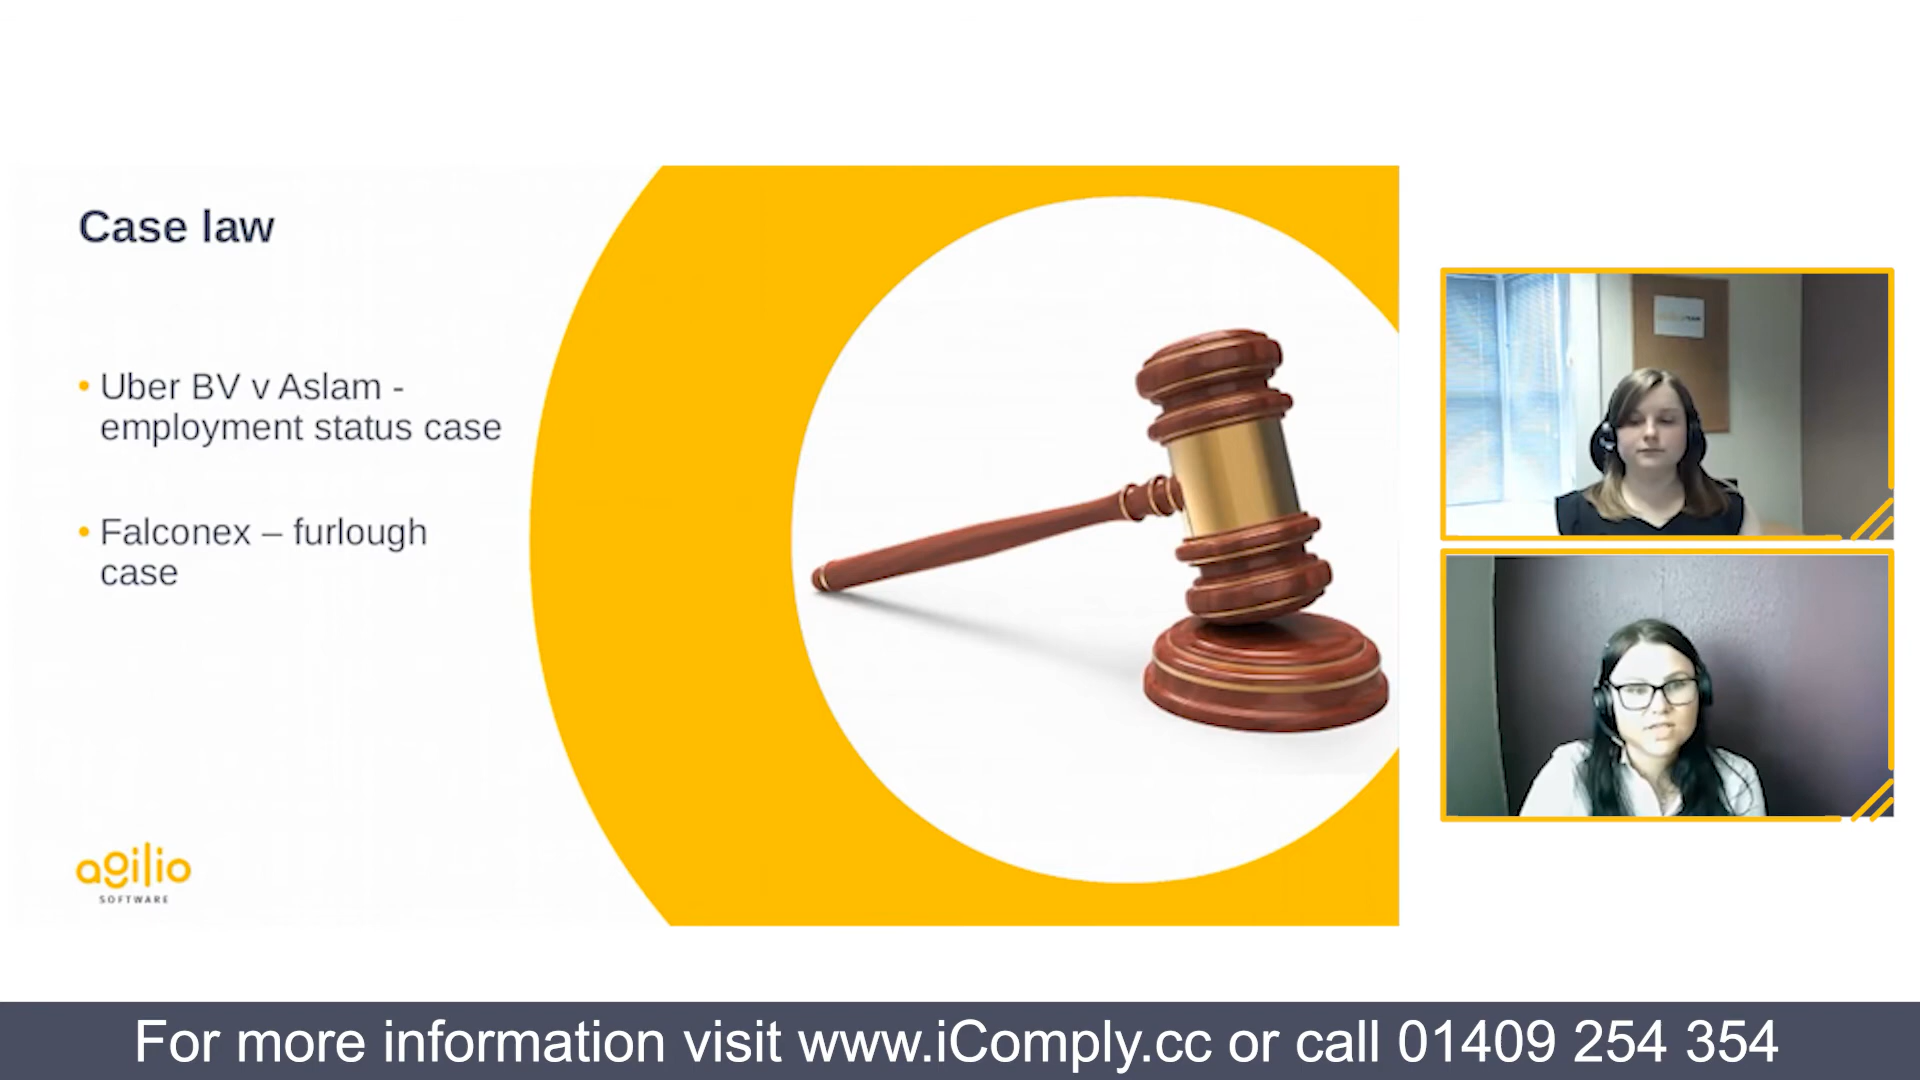 Case law
• Uber BV v Aslam -
employment status case
• Falconex – furlough
case
agilio
SOFTWARE
For more information visit www.iComply.cc or call 01409 254 354